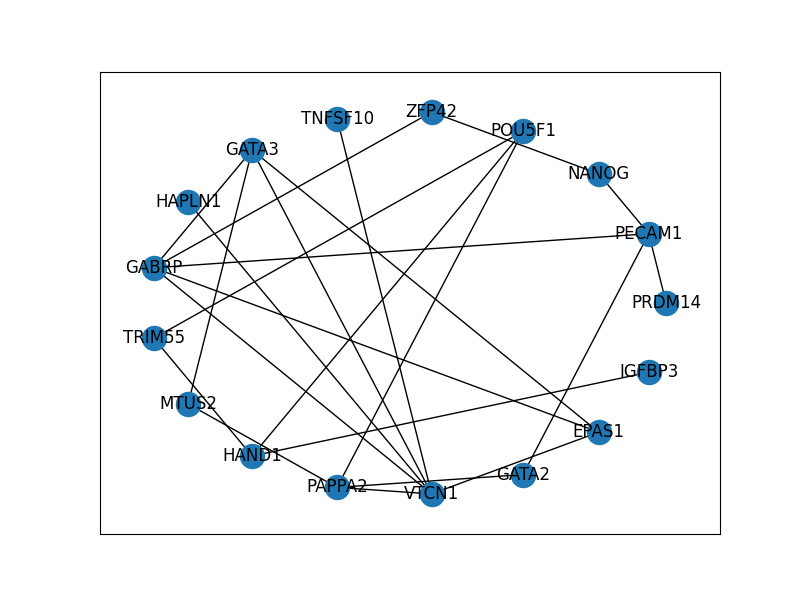 ZFP42
TNFSF10
POU5F1
GATA3
NANOG
HAPLN1
PECAM1
GABRP
PRDM14
TRIM55
IGFBP3
MTUS2
EPAS1
HAND1
GATA2
PAPPA2
VTCN1